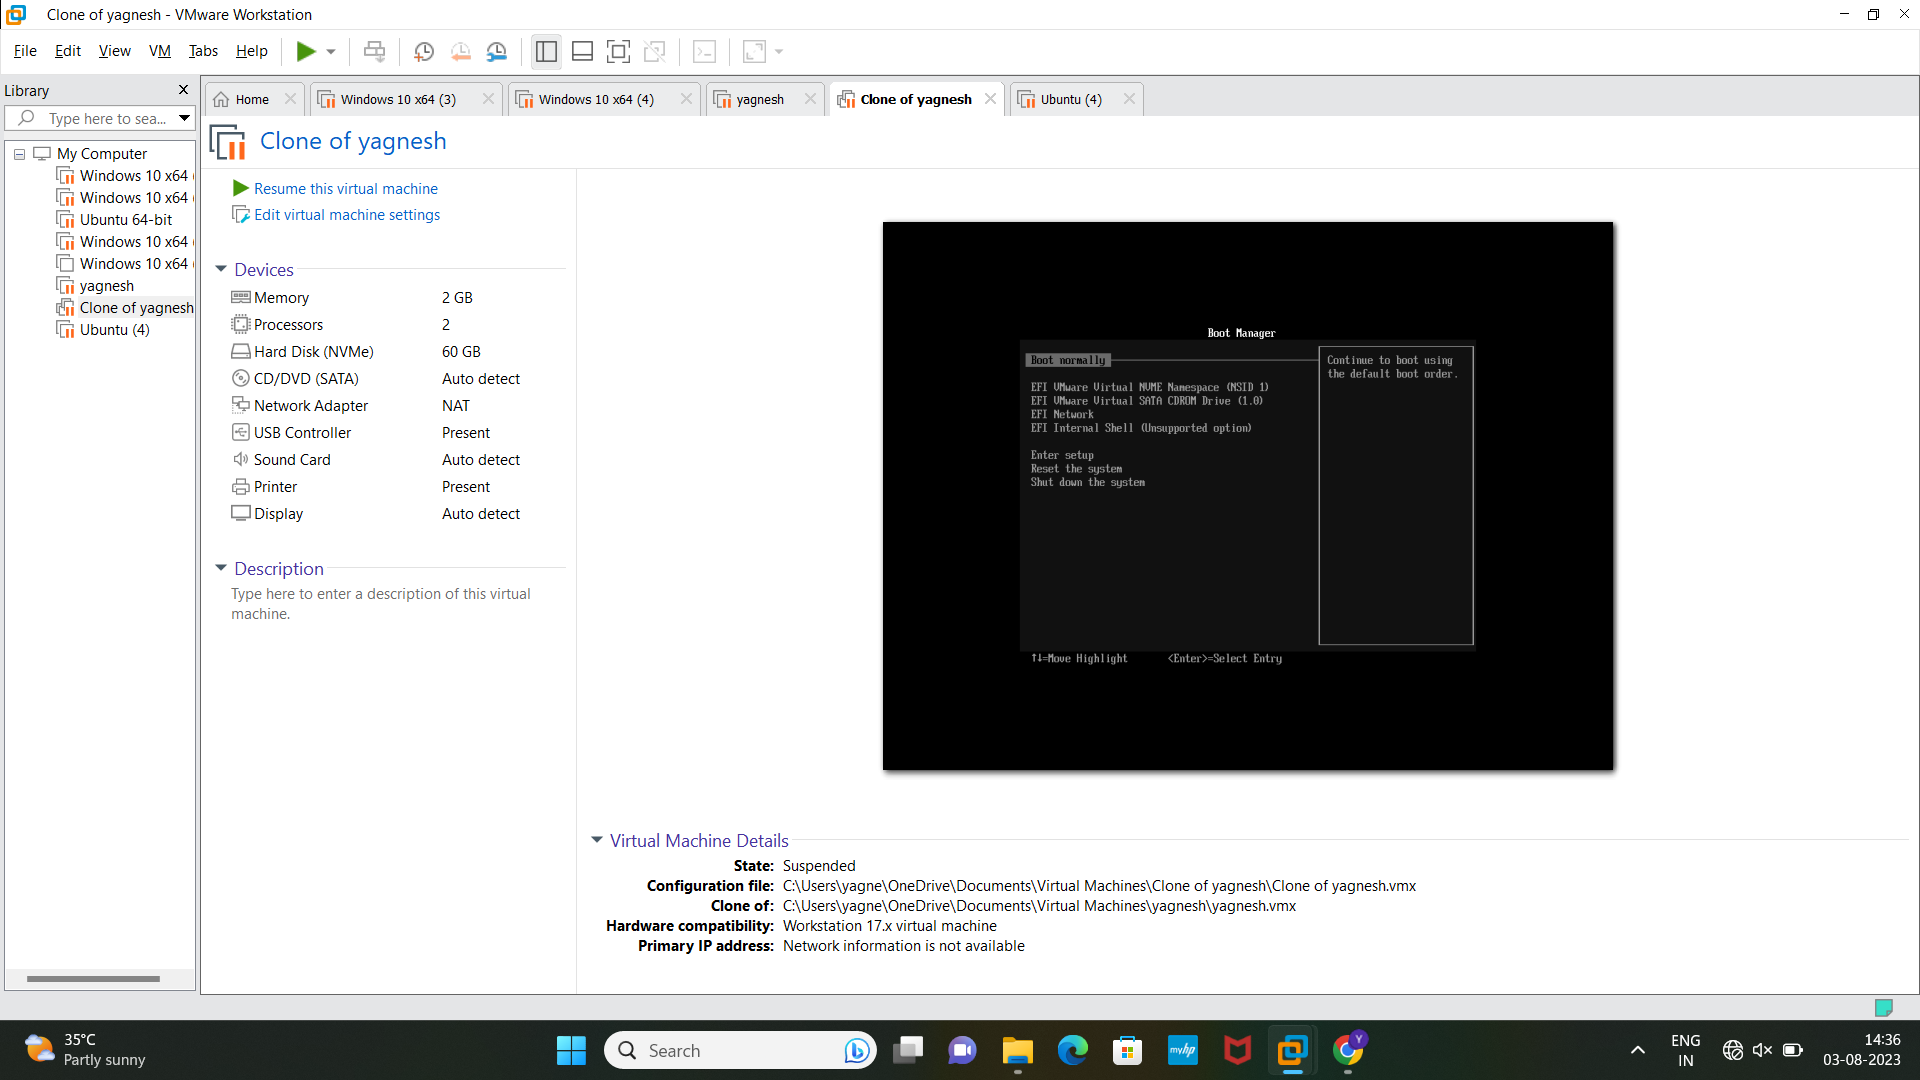 Clone of yagnesh - VMware Workstation
File Edit View VM Tabs Help
Library
Type here to sea...
My Computer
Windows 10 x64
Windows 10 x64
Ubuntu 64-bit
Windows 10 x64
Windows 10 x64
yagnesh
Clone of yagnesh
Ubuntu (4)
Home
Windows 10 x64 (3)
Windows 10 x64 (4)
yagnesh
Clone of yagnesh
Ubuntu (4)
Clone of yagnesh
Resume this virtual machine
Edit virtual machine settings
Devices
Memory 2 GB
Processors 2
Hard Disk (NVMe) 60 GB
CD/DVD (SATA) Auto detect
Network Adapter NAT
USB Controller Present
Sound Card Auto detect
Printer Present
Display Auto detect
Description
Type here to enter a description of this virtual
machine.
Boot Manager
Boot normally
EFI VMware Virtual NVME Namespace (NSID 1)
EFI VMware Virtual SATA CDROM Drive (1.0)
EFI Network
EFI Internal Shell (Unsupported option)
Enter setup
Reset the system
Shut down the system
Continue to boot using
the default boot order.
↑↓=Move Highlight <Enter>=Select Entry
Virtual Machine Details
State: Suspended
Configuration file: C:\Users\yagne\OneDrive\Documents\Virtual Machines\Clone of yagnesh\Clone of yagnesh.vmx
Clone of: C:\Users\yagne\OneDrive\Documents\Virtual Machines\yagnesh\yagnesh.vmx
Hardware compatibility: Workstation 17.x virtual machine
Primary IP address: Network information is not available
35°C
Partly sunny
Search
myhp
Y
ENG
IN
14:36
03-08-2023